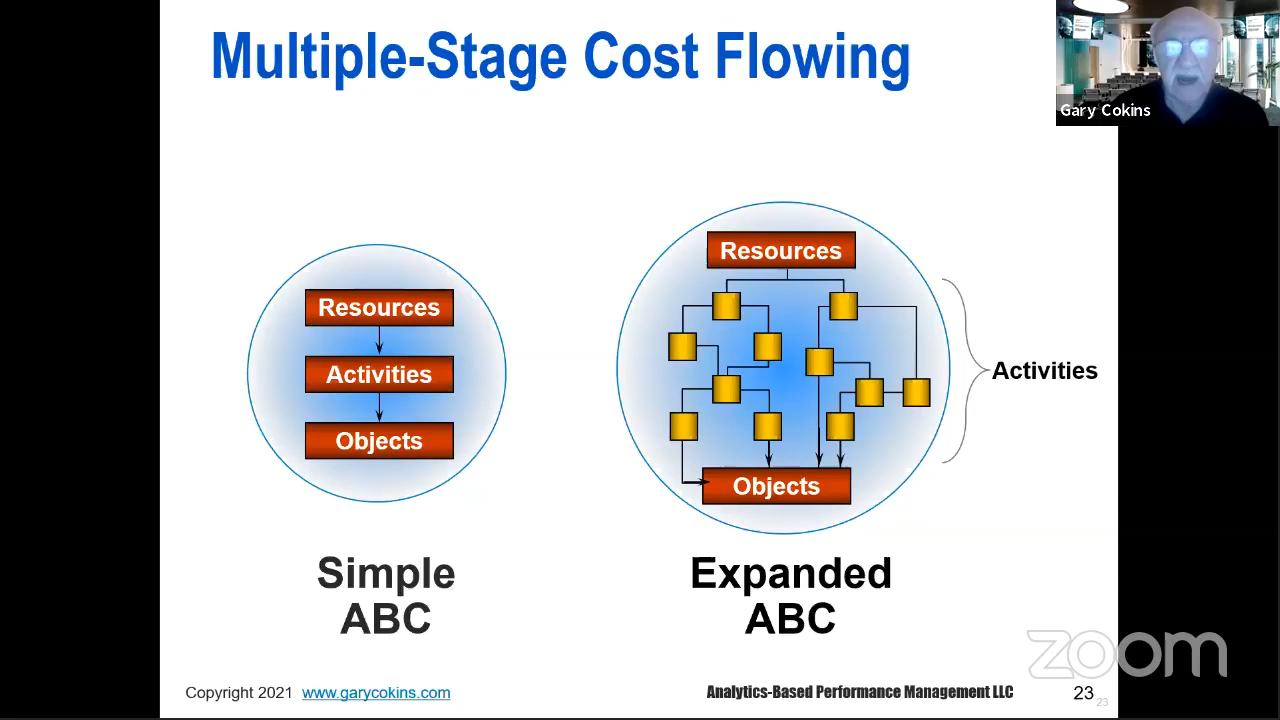 Multiple-Stage Cost Flowing
Gary Cokins
Resources
Activities
Objects
Simple
ABC
Resources
Activities
Objects
Expanded
ABC
zoom
Copyright 2021 www.garycokins.com
Analytics-Based Performance Management LLC
23
23